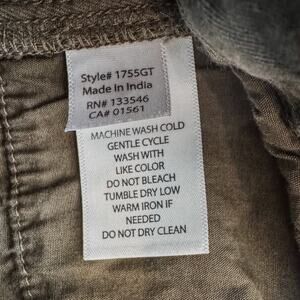 Style# 1755GT
Made In India
RN# 133546
CA# 01561
MACHINE WASH COLD
GENTLE CYCLE
WASH WITH
LIKE COLOR
DO NOT BLEACH
TUMBLE DRY LOW
WARM IRON IF
NEEDED
DO NOT DRY CLEAN